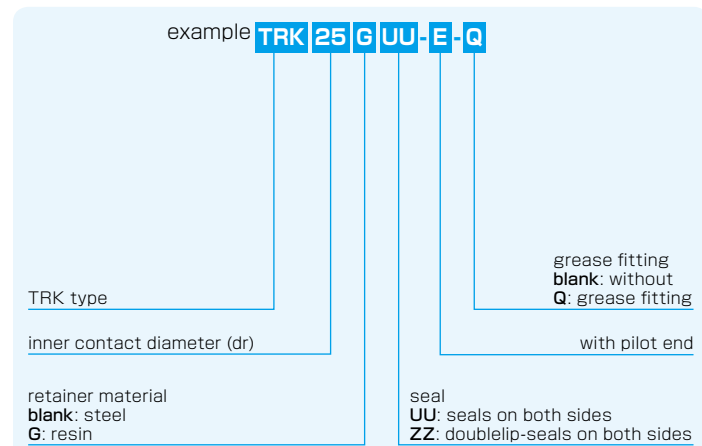 example TRK 25 G UU-E-Q
grease fitting
blank: without
TRK type
Q: grease fitting
inner contact diameter (dr)
with pilot end
retainer material
blank: steel
G: resin
seal
UU: seals on both sides
ZZ: doublelip-seals on both sides